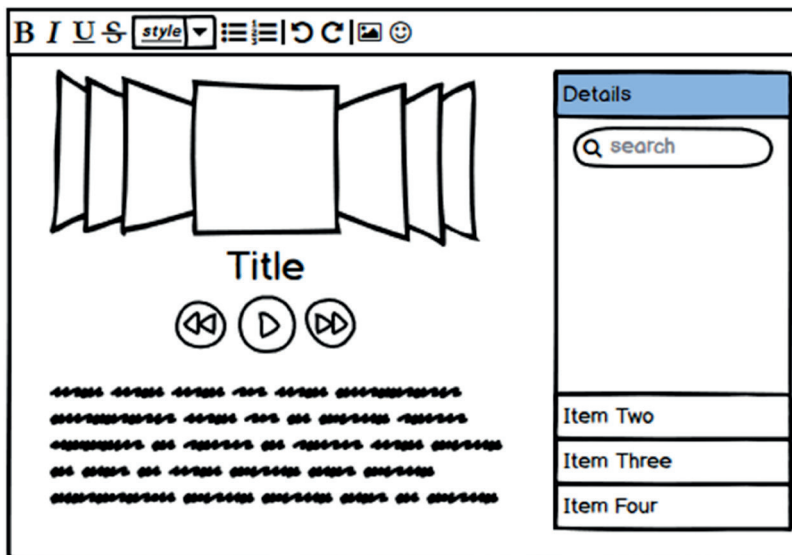 B I U S style
Title
Details
search
Item Two
Item Three
Item Four